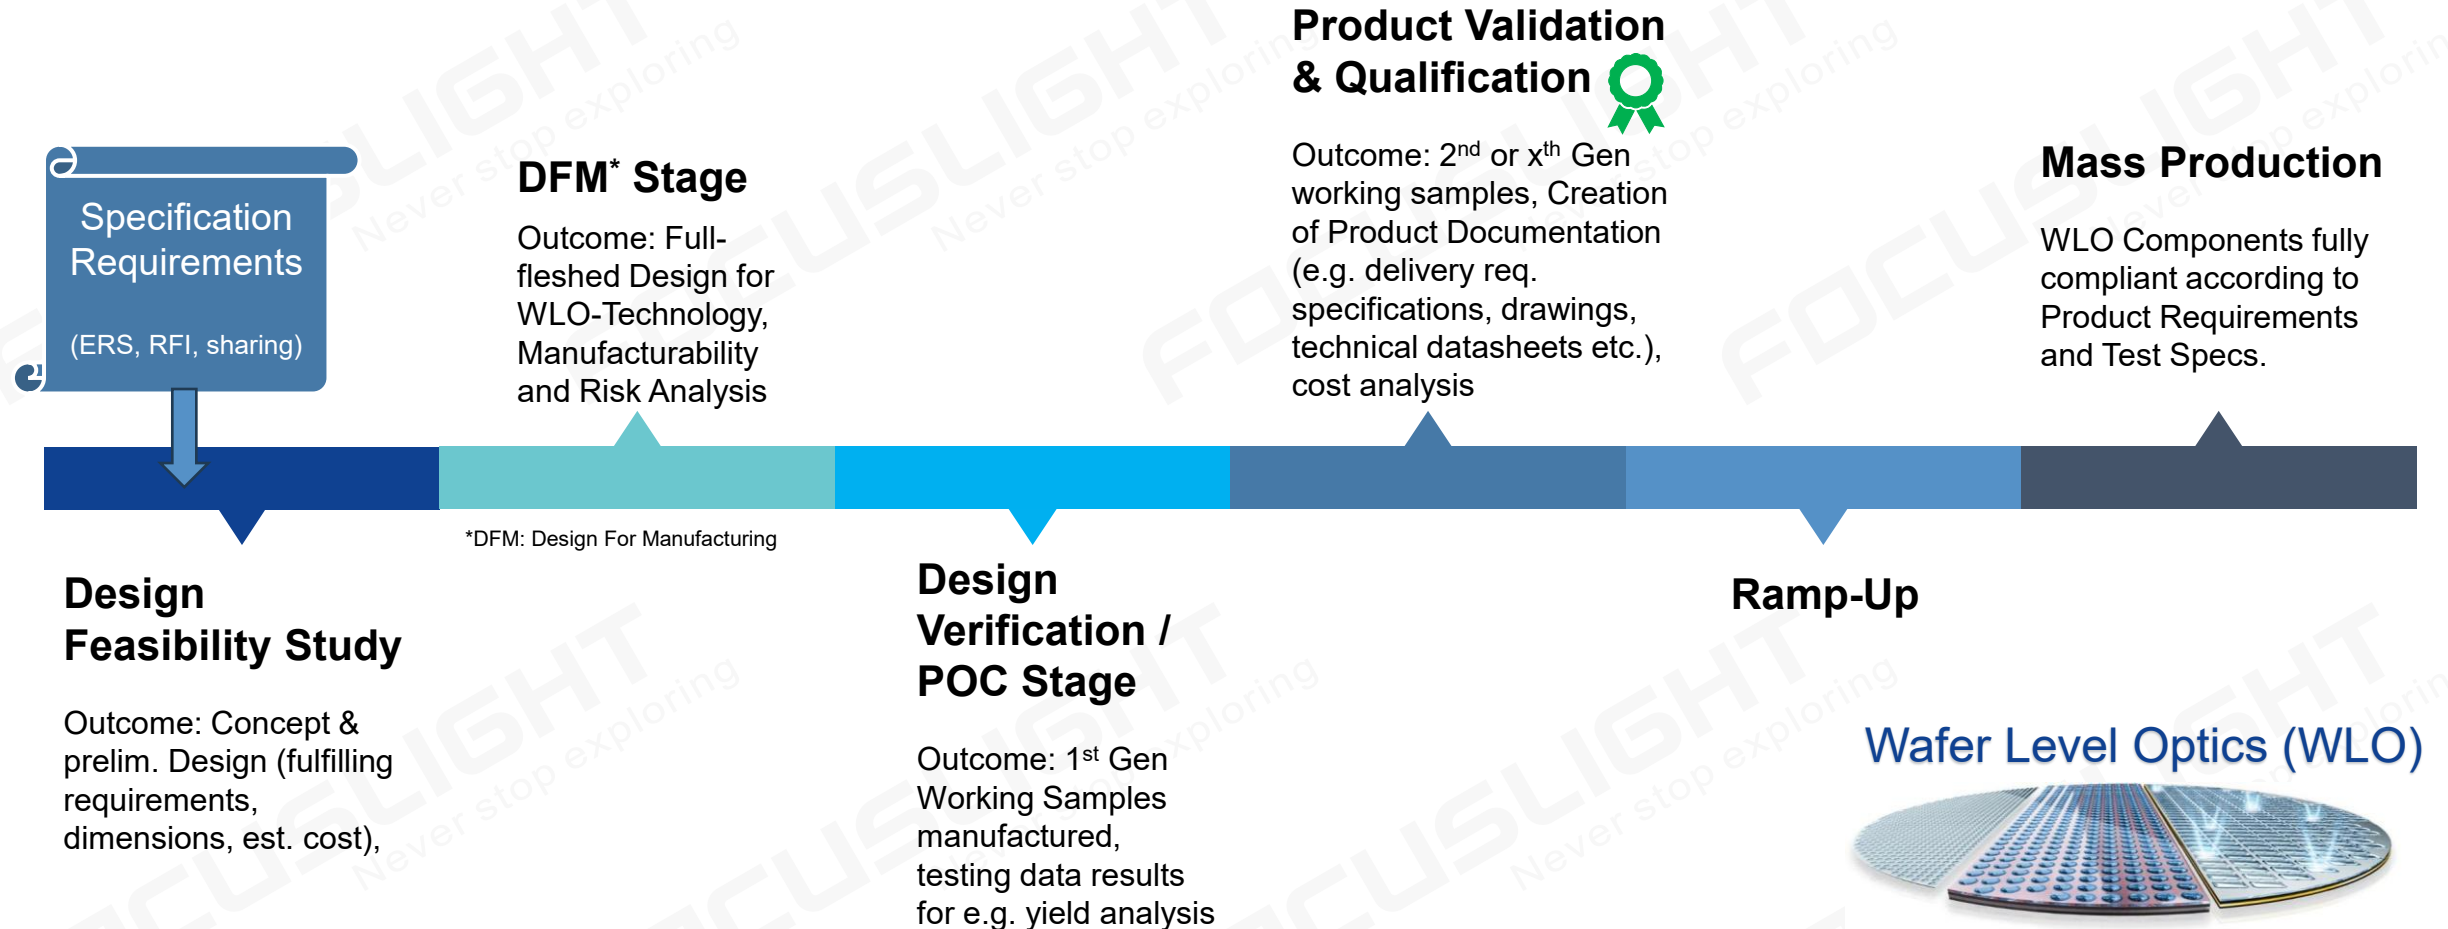 Specification
Requirements
(ERS, RFI, sharing)
Design
Feasibility Study
Outcome: Concept &
prelim. Design (fulfilling
requirements,
dimensions, est. cost),
DFM* Stage
Outcome: Full-
fleshed Design for
WLO-Technology,
Manufacturability
and Risk Analysis
*DFM: Design For Manufacturing
Design
Verification /
POC Stage
Outcome: 1st Gen
Working Samples
manufactured,
testing data results
for e.g. yield analysis
Product Validation
& Qualification
Outcome: 2nd or xth Gen
working samples, Creation
of Product Documentation
(e.g. delivery req.
specifications, drawings,
technical datasheets etc.),
cost analysis
Ramp-Up
Mass Production
WLO Components fully
compliant according to
Product Requirements
and Test Specs.
Wafer Level Optics (WLO)
FOCUSLIGHT
Never stop exploring